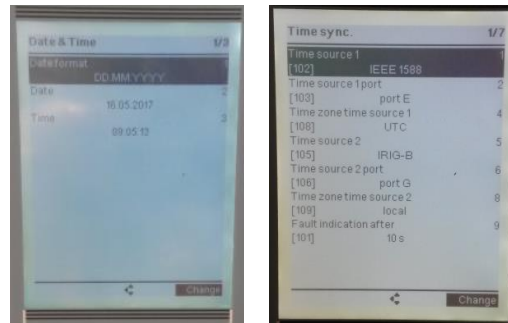 Date & Time 1/3
Date format 1
DD.MM.YYYY
Date 2
16.05.2017
Time 3
09:05:13
Change
Time sync. 1/7
Time source 1 1
[102] IEEE 1588
Time source 1 port 2
[103] port E
Time zone time source 1 4
[108] UTC
Time source 2 5
[105] IRIG-B
Time source 2 port 6
[106] port G
Time zone time source 2 8
[109] local
Fault indication after 9
[101] 10 s
Change